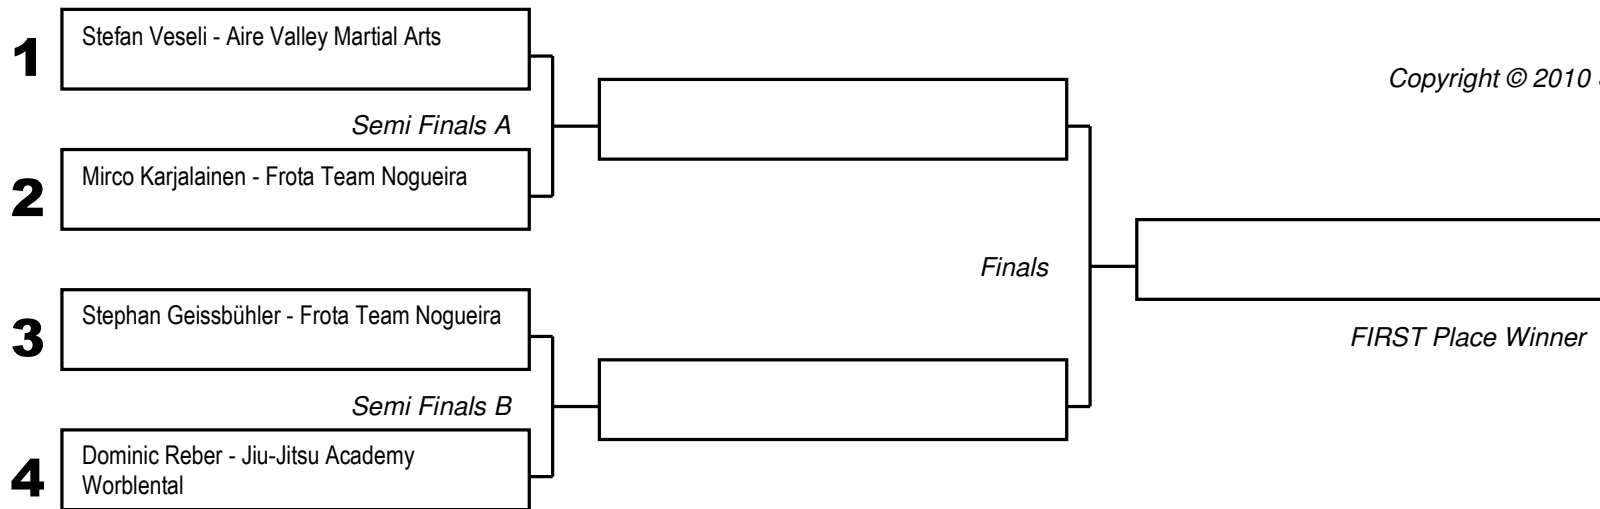 1
Stefan Veseli - Aire Valley Martial Arts
Copyright © 2010
Semi Finals A
2
Mirco Karjalainen - Frota Team Nogueira
Finals
3
Stephan Geissbühler - Frota Team Nogueira
FIRST Place Winner
Semi Finals B
4
Dominic Reber - Jiu-Jitsu Academy
Worblental